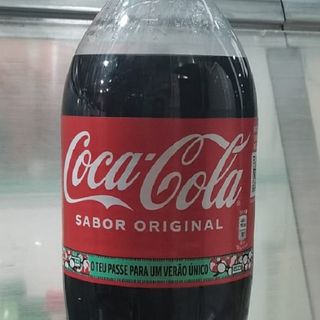 Coca-Cola
SABOR ORIGINAL
O TEU PASSE PARA UM VERÃO ÚNICO